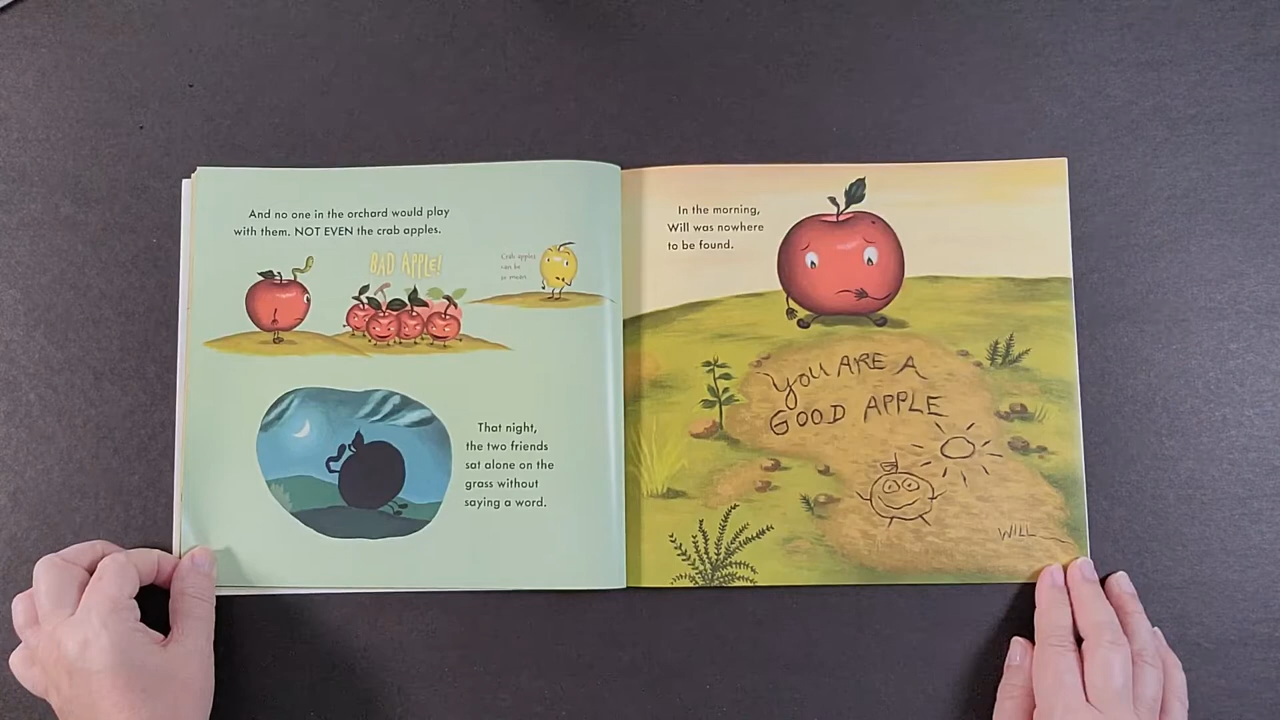 And no one in the orchard would play
with them. NOT EVEN the crab apples.
BAD APPLE!
Crab apples
can be
so mean.
That night,
the two friends
sat alone on the
grass without
saying a word.
In the morning,
Will was nowhere
to be found.
YOU ARE A
GOOD APPLE
WILL